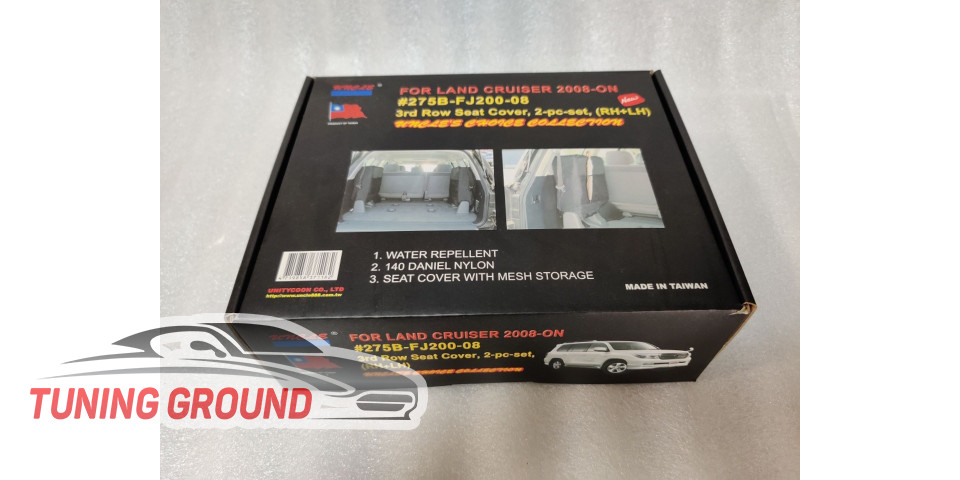 FOR LAND CRUISER 2008-ON
#275B-FJ200-08
3rd Row Seat Cover, 2-pc-set, (RH+LH)
UNCLE'S CHOICE COLLECTION
1. WATER REPELLENT
2. 140 DANIEL NYLON
3. SEAT COVER WITH MESH STORAGE
UNITYCOON CO., LTD
MADE IN TAIWAN
FOR LAND CRUISER 2008-ON
#275B-FJ200-08
3rd Row Seat Cover, 2-pc-set,
TUNING GROUND